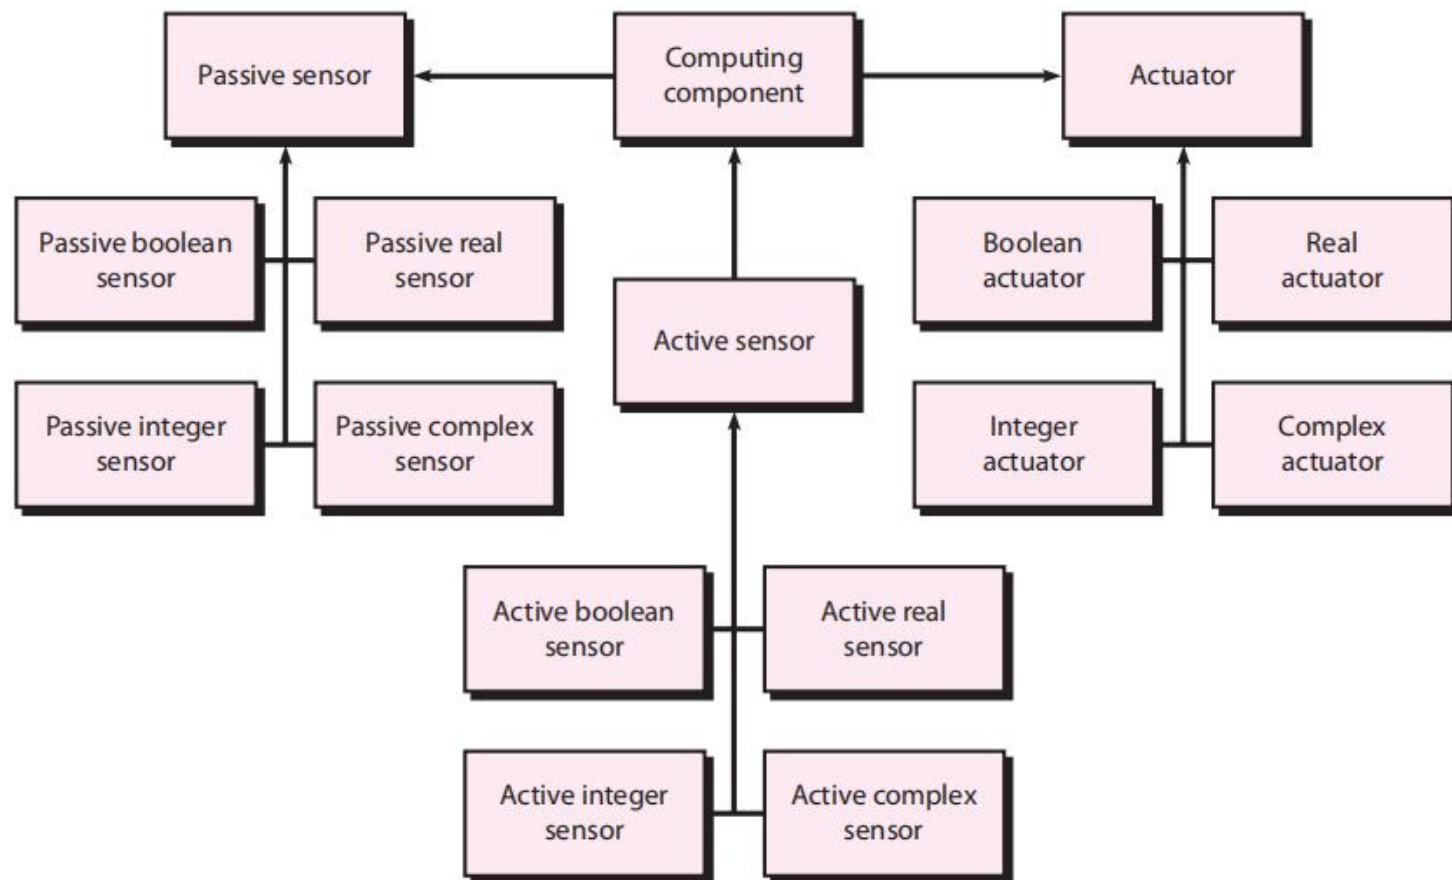 Passive sensor
Computing
component
Actuator
Passive boolean
sensor
Passive real
sensor
Boolean
actuator
Real
actuator
Active sensor
Passive integer
sensor
Passive complex
sensor
Integer
actuator
Complex
actuator
Active boolean
sensor
Active real
sensor
Active integer
sensor
Active complex
sensor